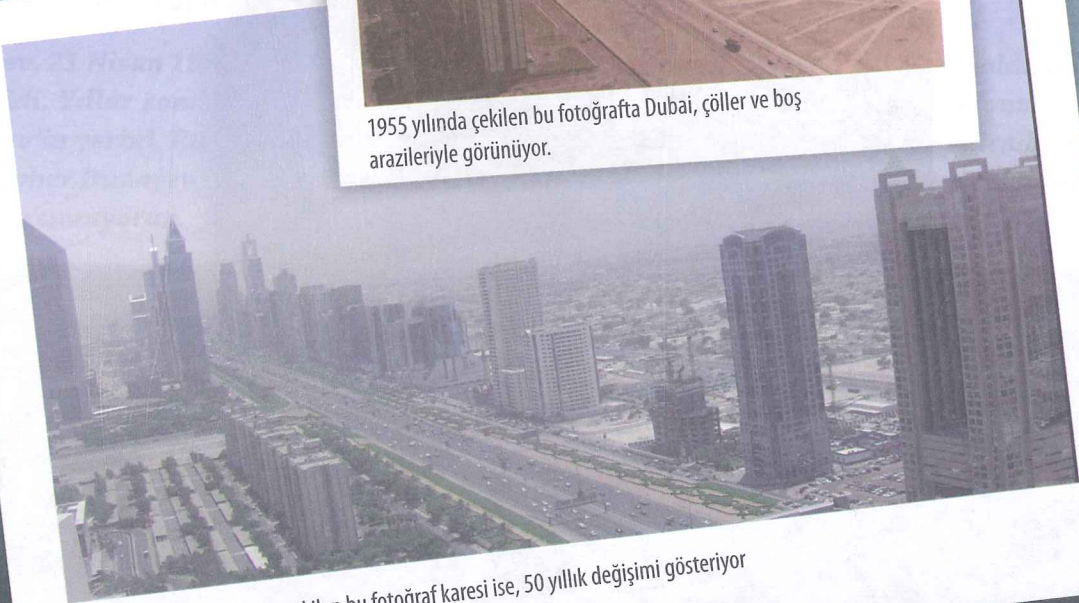 1955 yılında çekilen bu fotoğrafta Dubai, çöller ve boş
arazileriyle görünüyor.
bu fotoğraf karesi ise, 50 yıllık değişimi gösteriyor